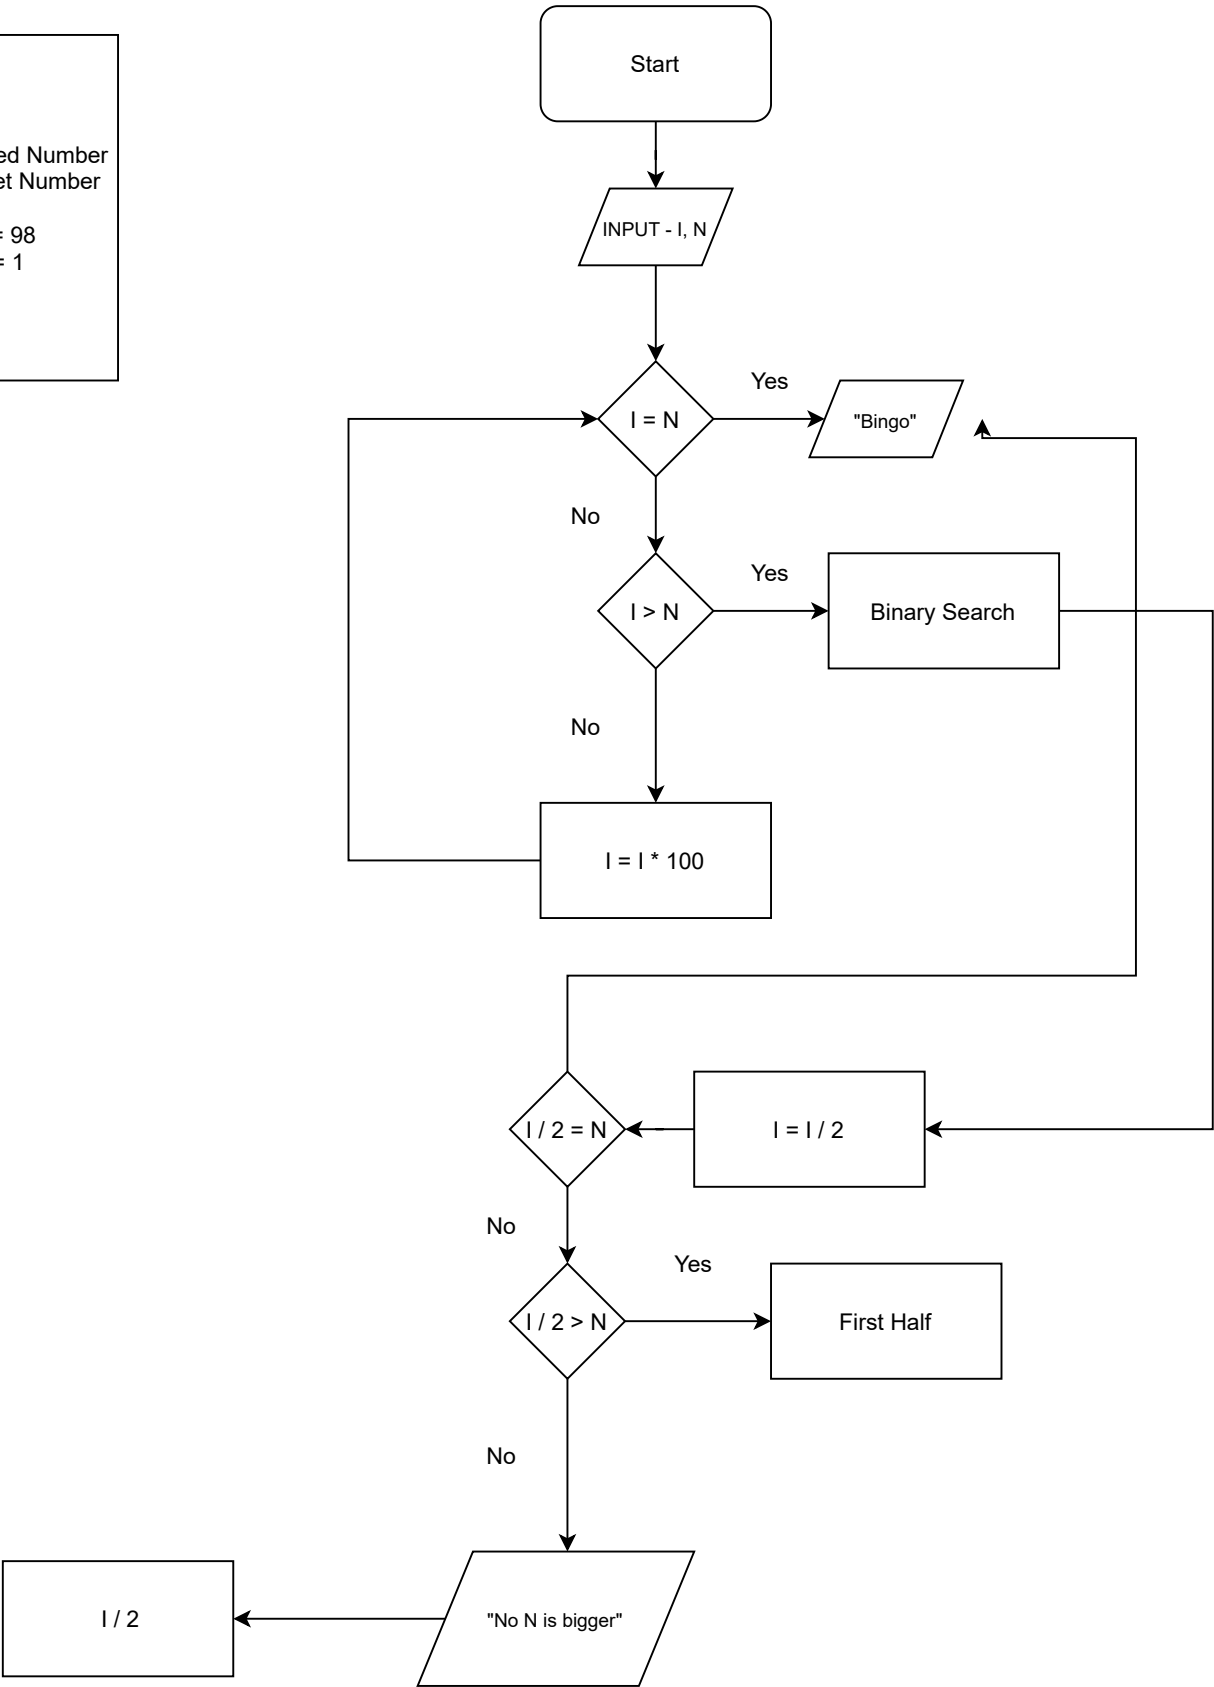 Start
ed Number
et Number
= 98
= 1
INPUT - I, N
Yes
I = N
"Bingo"
No
Yes
I > N
Binary Search
No
I = I * 100
I / 2 = N
I = I / 2
No
Yes
I / 2 > N
First Half
No
I / 2
"No N is bigger"